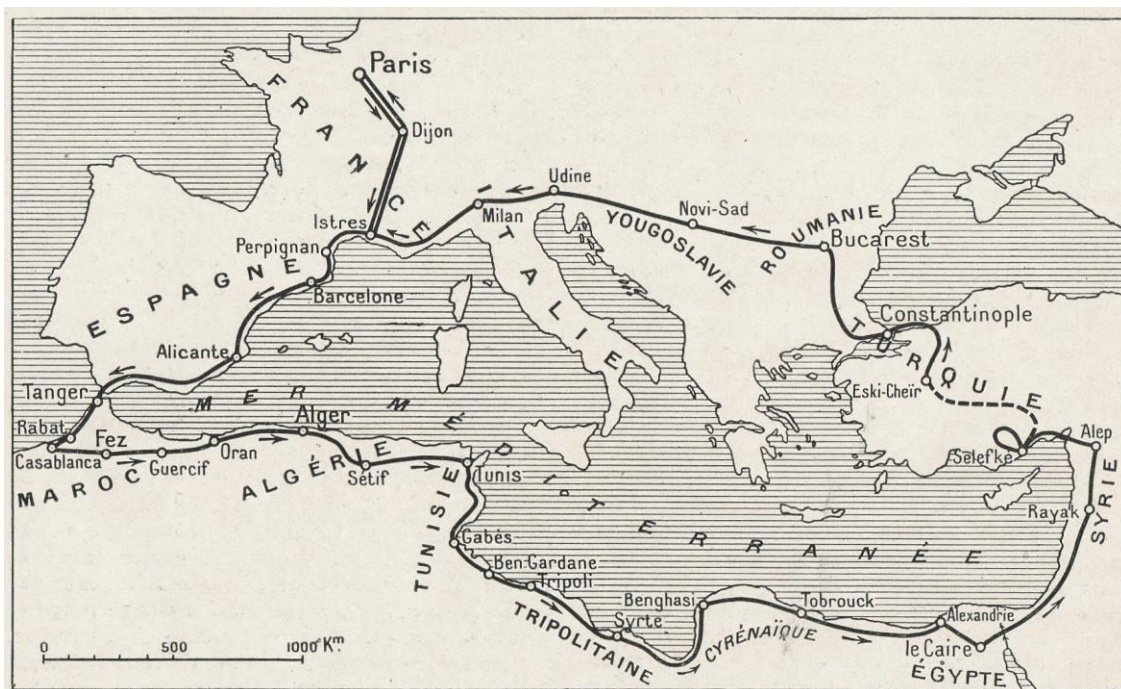 Paris
FRANCE
Dijon
Udine
Istres
Milan
Novi-Sad
ROUMANIE
YOUGOSLAVIE
Bucarest
Perpignan
ITALIE
ESPAGNE
Barcelone
Constantinople
Alicante
TURQUIE
Eski-Cheïr
Tanger
MER MÉDITERRANÉE
Alger
Rabat
Fez
Oran
Alep
Casablanca
Guercif
Selefké
MAROC
ALGÉRIE
Sétif
Tunis
SYRIE
Rayak
TUNISIE
Gabès
Ben Gardane
Tripoli
Benghasi
Tobrouck
Alexandrie
TRIPOLITAINE
Syrte
CYRÉNAÏQUE
le Caire
ÉGYPTE
0 500 1000 Km